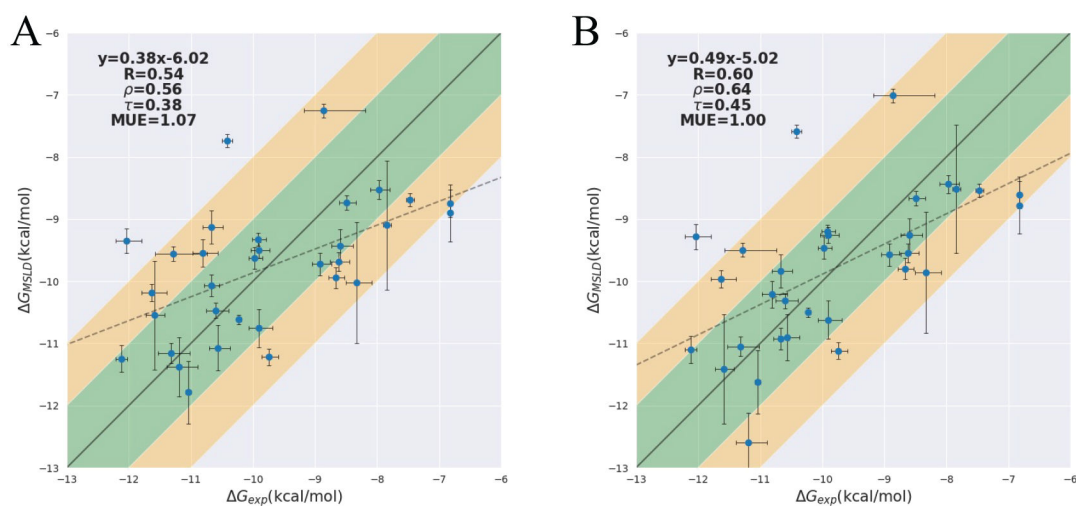 A
y=0.38x-6.02
R=0.54
ρ=0.56
τ=0.38
MUE=1.07
−6
−7
−8
−9
−10
−11
−12
−13
ΔG_MSLD(kcal/mol)
−13 −12 −11 −10 −9 −8 −7 −6
ΔG_exp(kcal/mol)
B
y=0.49x-5.02
R=0.60
ρ=0.64
τ=0.45
MUE=1.00
−6
−7
−8
−9
−10
−11
−12
−13
ΔG_MSLD(kcal/mol)
−13 −12 −11 −10 −9 −8 −7 −6
ΔG_exp(kcal/mol)